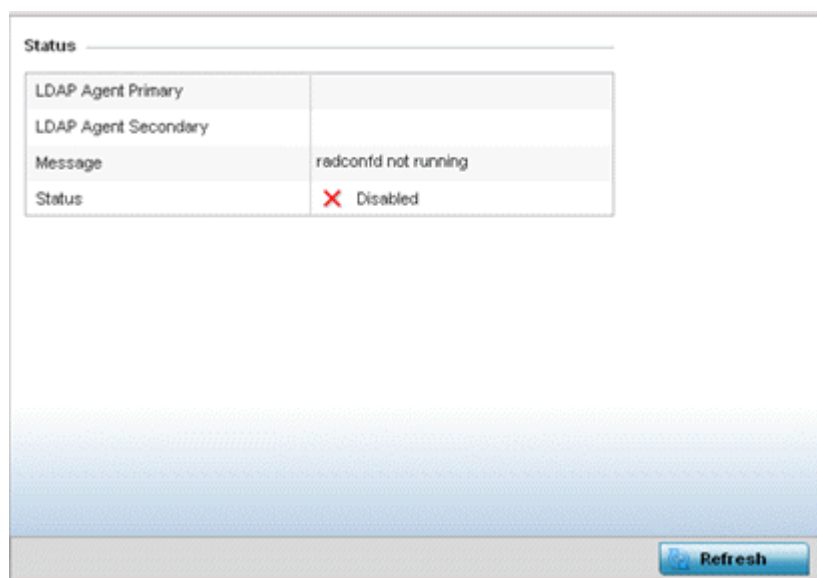 Status
LDAP Agent Primary
LDAP Agent Secondary
Message radconfd not running
Status Disabled
Refresh